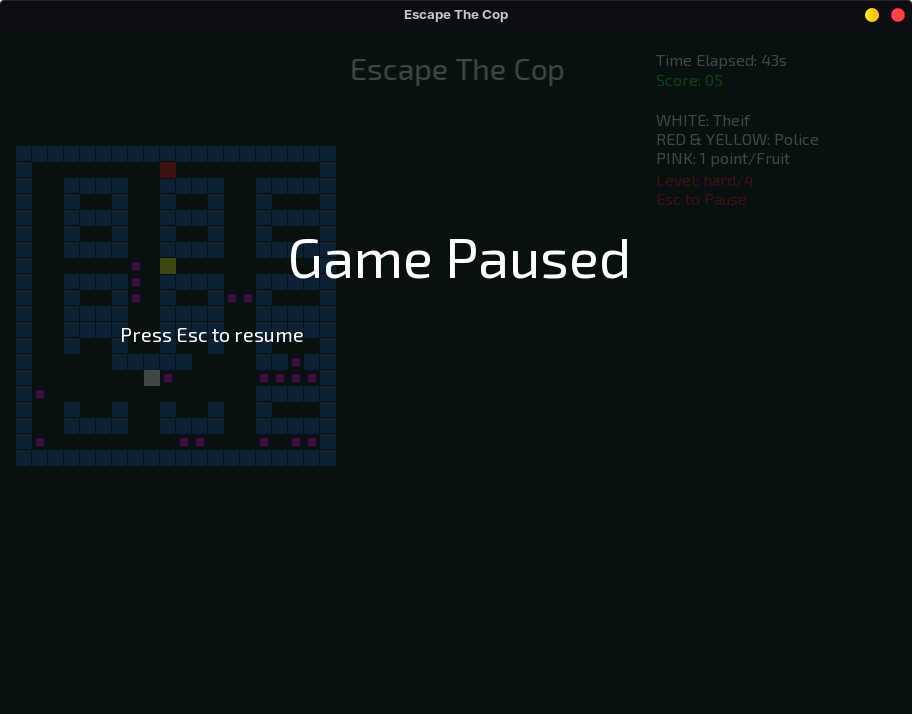 Escape The Cop
Escape The Cop
Time Elapsed: 43s
Score: 05
WHITE: Theif
RED & YELLOW: Police
PINK: 1 point/Fruit
Level: hard/4
Esc to Pause
Game Paused
Press Esc to resume